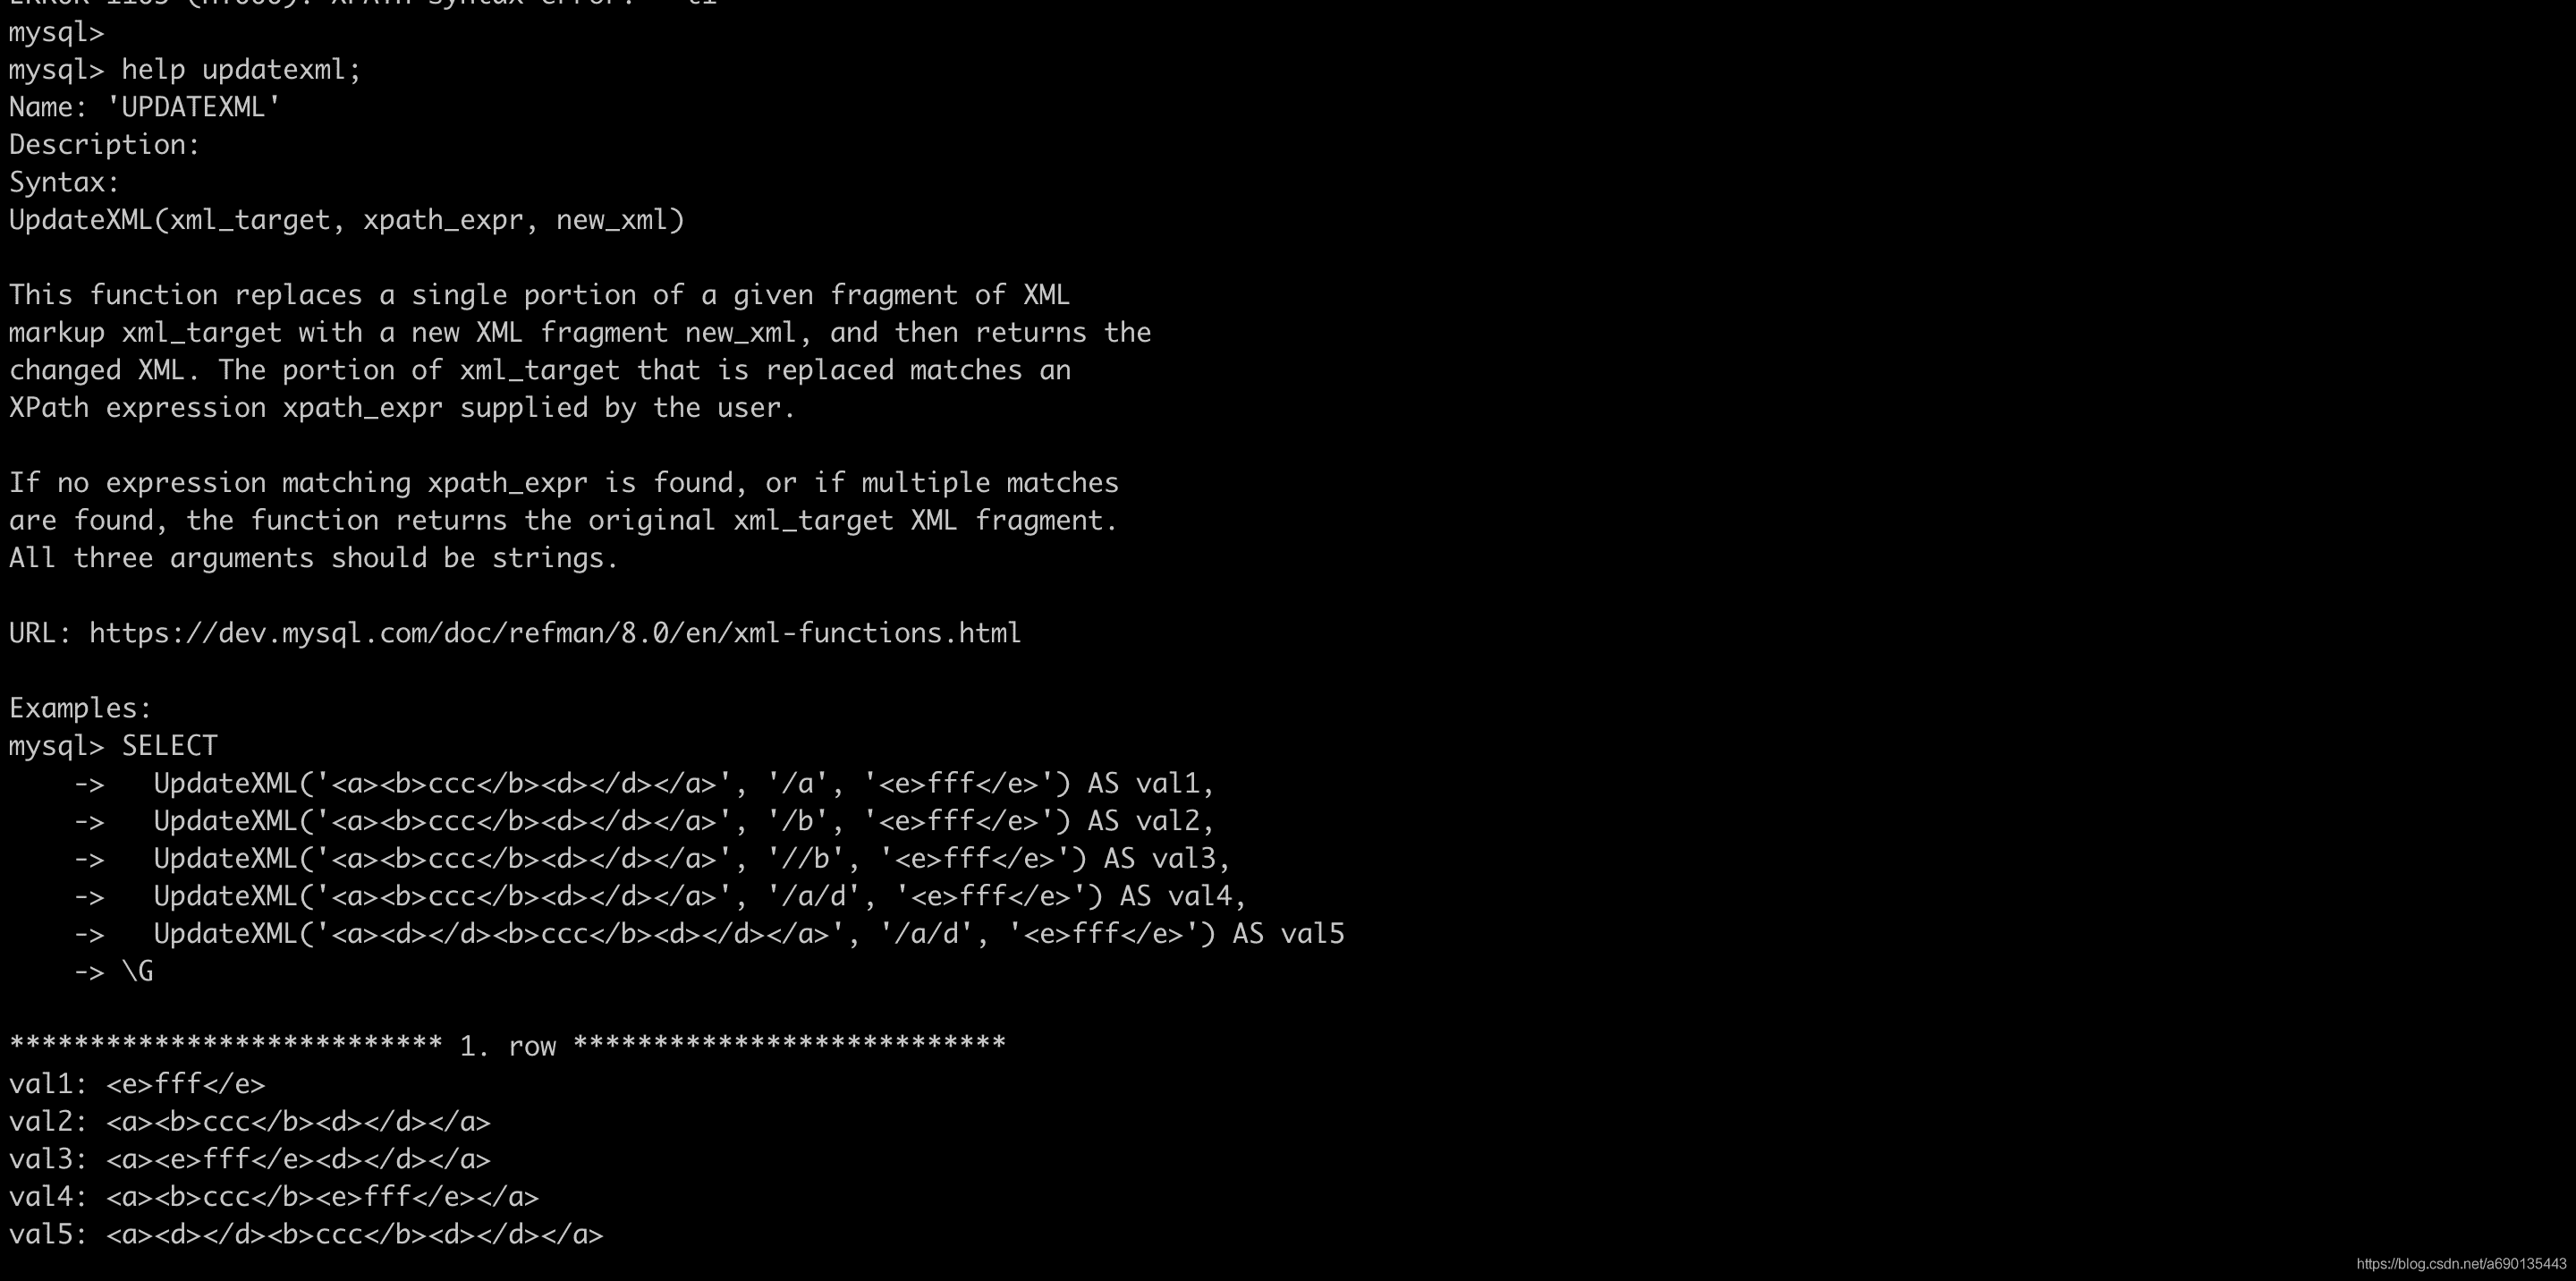 mysql>
mysql> help updatexml;
Name: 'UPDATEXML'
Description:
Syntax:
UpdateXML(xml_target, xpath_expr, new_xml)
This function replaces a single portion of a given fragment of XML
markup xml_target with a new XML fragment new_xml, and then returns the
changed XML. The portion of xml_target that is replaced matches an
XPath expression xpath_expr supplied by the user.
If no expression matching xpath_expr is found, or if multiple matches
are found, the function returns the original xml_target XML fragment.
All three arguments should be strings.
URL: https://dev.mysql.com/doc/refman/8.0/en/xml-functions.html
Examples:
mysql> SELECT
    ->   UpdateXML('<a><b>ccc</b><d></d></a>', '/a', '<e>fff</e>') AS val1,
    ->   UpdateXML('<a><b>ccc</b><d></d></a>', '/b', '<e>fff</e>') AS val2,
    ->   UpdateXML('<a><b>ccc</b><d></d></a>', '//b', '<e>fff</e>') AS val3,
    ->   UpdateXML('<a><b>ccc</b><d></d></a>', '/a/d', '<e>fff</e>') AS val4,
    ->   UpdateXML('<a><d></d><b>ccc</b><d></d></a>', '/a/d', '<e>fff</e>') AS val5
    -> \G
*************************** 1. row ***************************
val1: <e>fff</e>
val2: <a><b>ccc</b><d></d></a>
val3: <a><e>fff</e><d></d></a>
val4: <a><b>ccc</b><e>fff</e></a>
val5: <a><d></d><b>ccc</b><d></d></a>
https://blog.csdn.net/a690135443